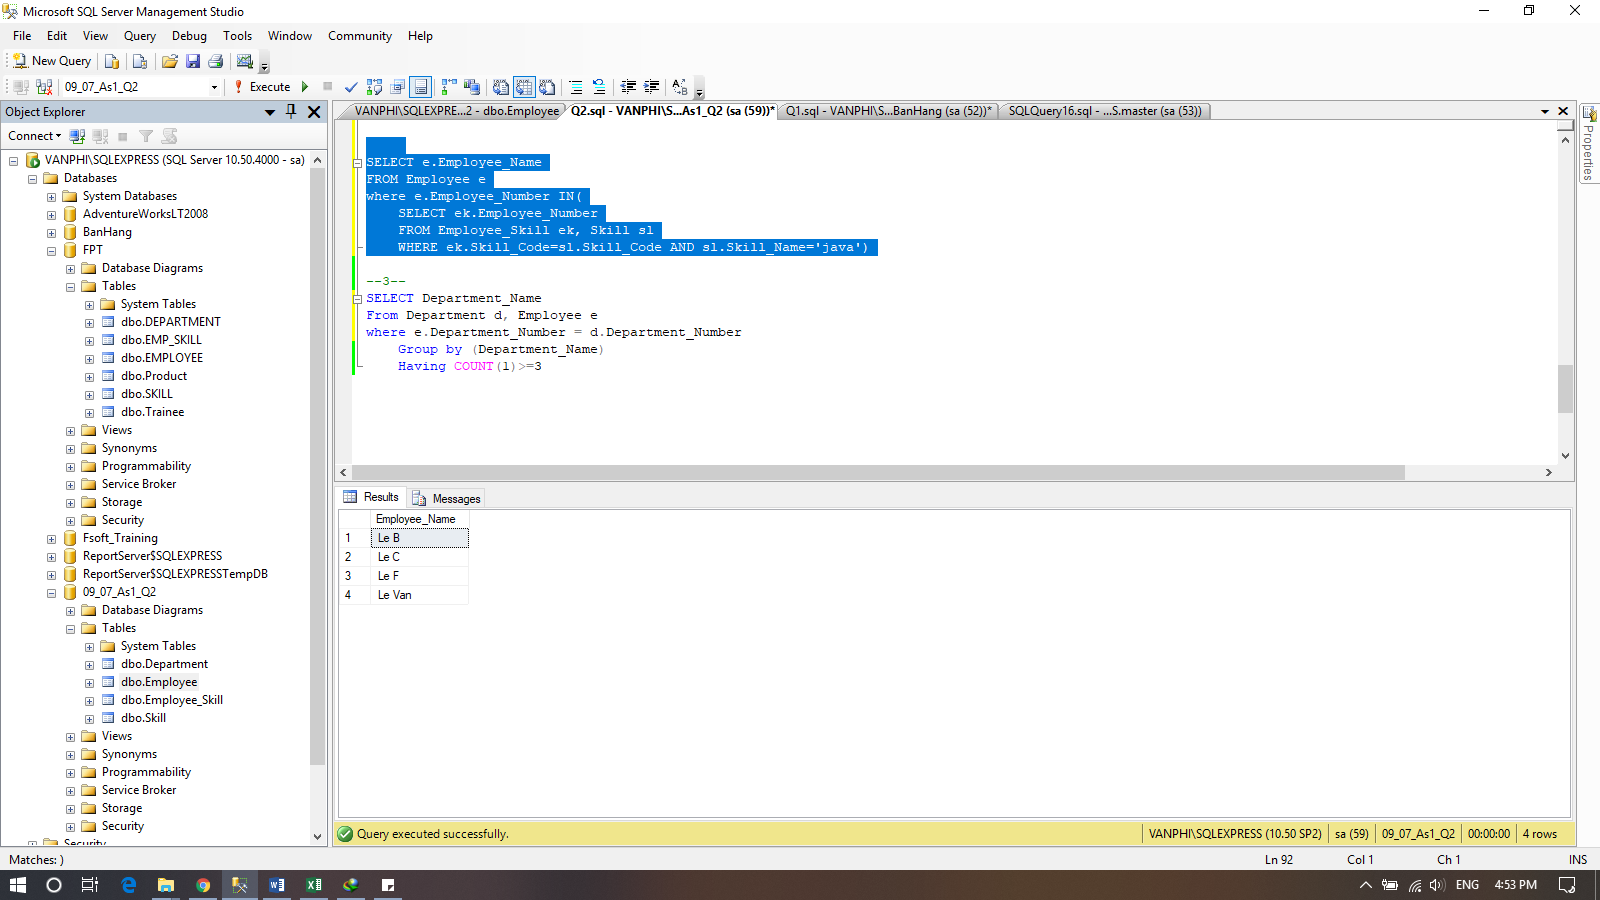 Microsoft SQL Server Management Studio
File Edit View Query Debug Tools Window Community Help
New Query
09_07_As1_Q2 Execute
Object Explorer
Connect
VANPHI\SQLEXPRESS (SQL Server 10.50.4000 - sa)
Databases
System Databases
AdventureWorksLT2008
BanHang
FPT
Database Diagrams
Tables
System Tables
dbo.DEPARTMENT
dbo.EMP_SKILL
dbo.EMPLOYEE
dbo.Product
dbo.SKILL
dbo.Trainee
Views
Synonyms
Programmability
Service Broker
Storage
Security
Fsoft_Training
ReportServer$SQLEXPRESS
ReportServer$SQLEXPRESSTempDB
09_07_As1_Q2
Database Diagrams
Tables
System Tables
dbo.Department
dbo.Employee
dbo.Employee_Skill
dbo.Skill
Views
Synonyms
Programmability
Service Broker
Storage
Security
Security
VANPHI\SQLEXPRE...2 - dbo.Employee Q2.sql - VANPHI\S...As1_Q2 (sa (59))* Q1.sql - VANPHI\S...BanHang (sa (52))* SQLQuery16.sql - ...S.master (sa (53))
SELECT e.Employee_Name
FROM Employee e
where e.Employee_Number IN(
SELECT ek.Employee_Number
FROM Employee_Skill ek, Skill sl
WHERE ek.Skill_Code=sl.Skill_Code AND sl.Skill_Name='java')
--3--
SELECT Department_Name
From Department d, Employee e
where e.Department_Number = d.Department_Number
Group by (Department_Name)
Having COUNT(1)>=3
Results Messages
Employee_Name
1 Le B
2 Le C
3 Le F
4 Le Van
Query executed successfully. VANPHI\SQLEXPRESS (10.50 SP2) sa (59) 09_07_As1_Q2 00:00:00 4 rows
Properties
Matches: ) Ln 92 Col 1 Ch 1 INS
ENG 4:53 PM